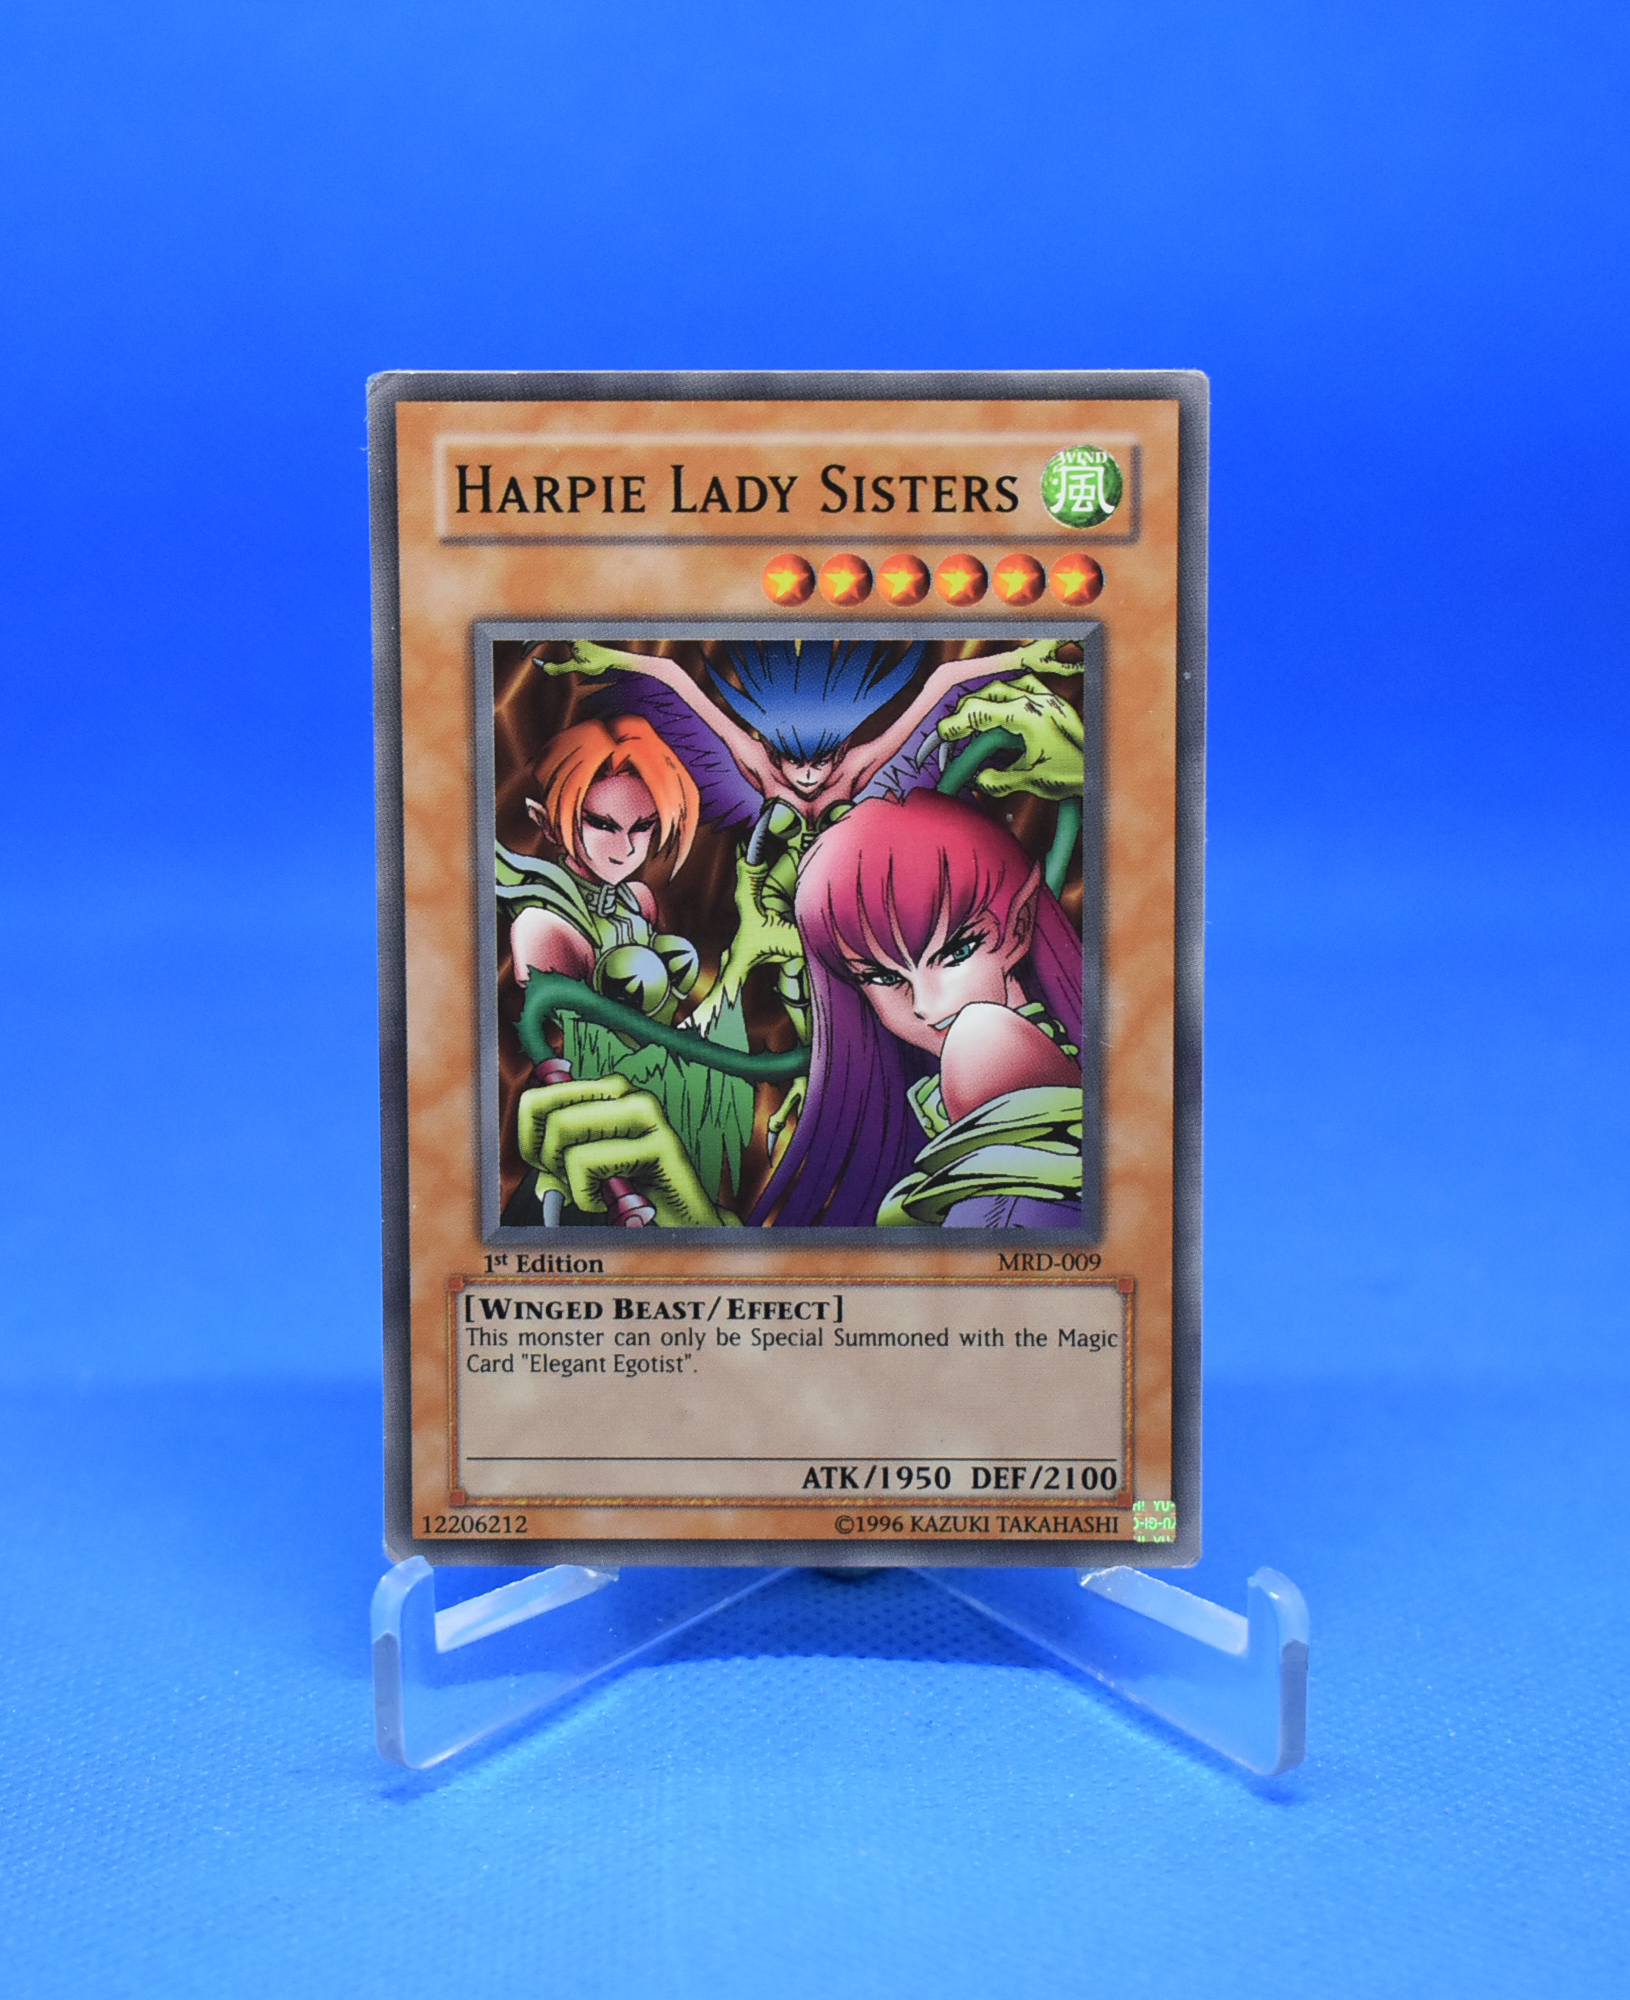 HARPIE LADY SISTERS
WIND
風
1st Edition
MRD-009
[WINGED BEAST/EFFECT]
This monster can only be Special Summoned with the Magic
Card "Elegant Egotist".
ATK/1950 DEF/2100
12206212
©1996 KAZUKI TAKAHASHI